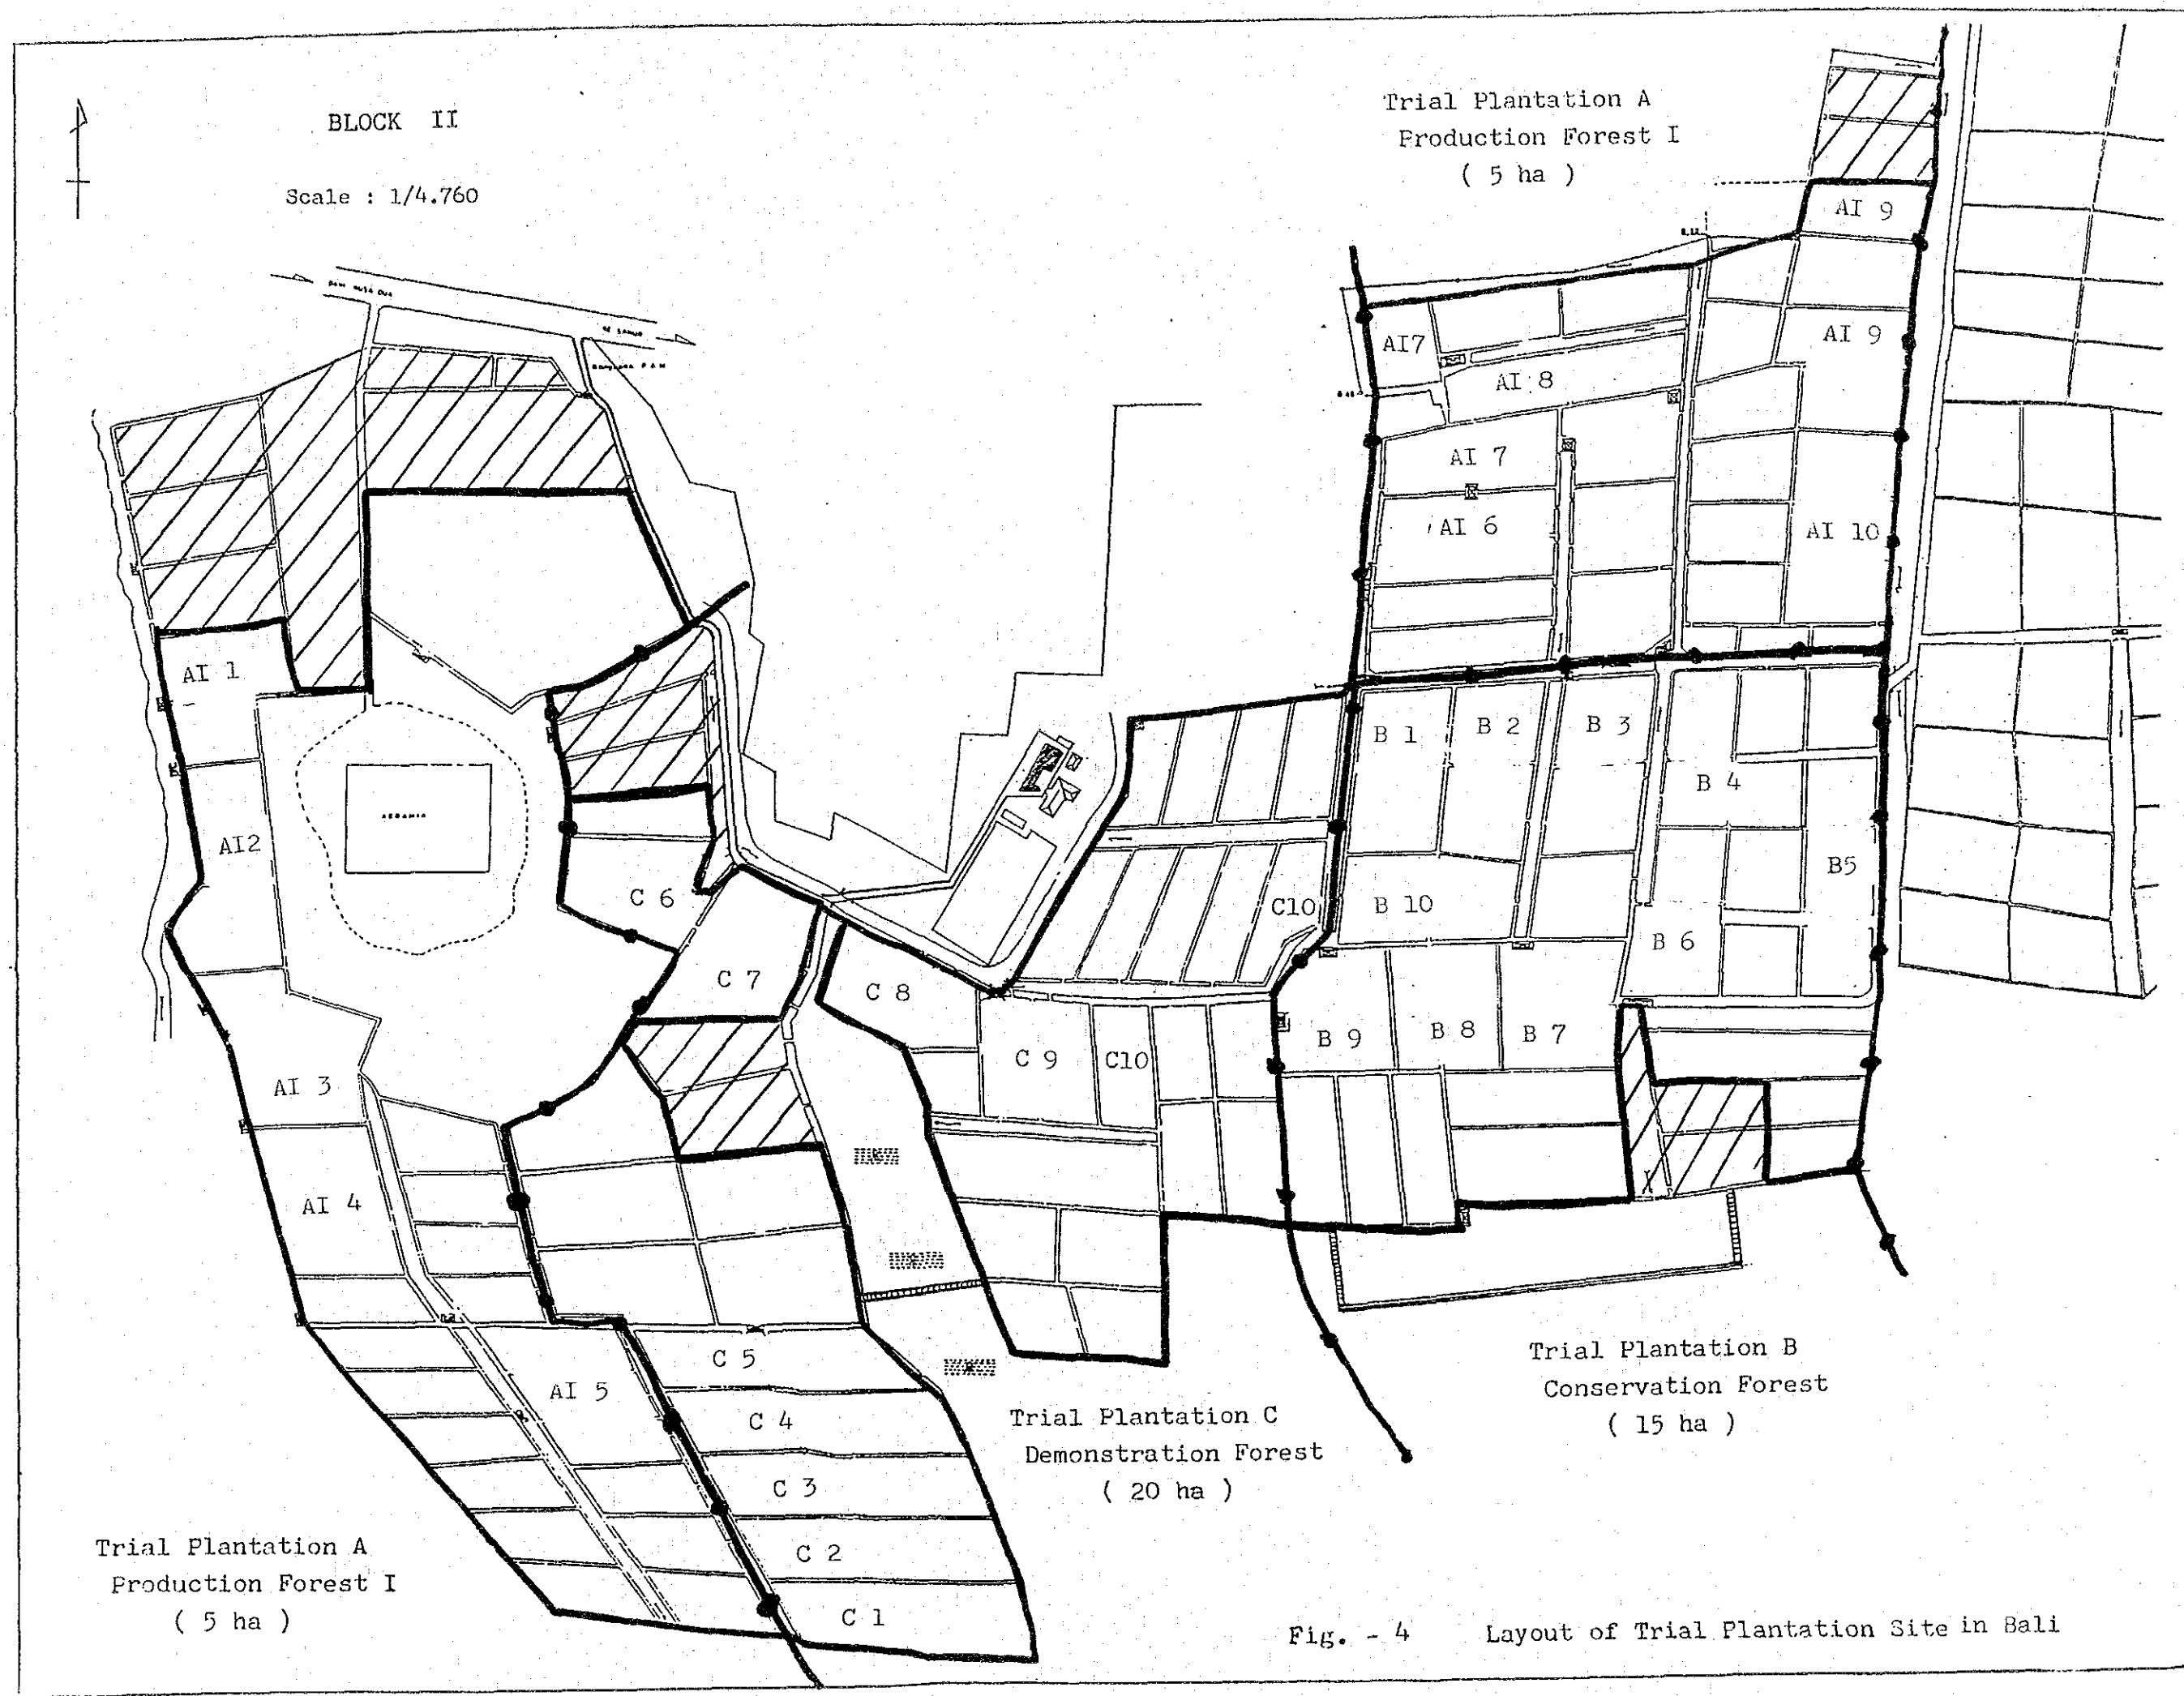 BLOCK II
Scale : 1/4.760
Trial Plantation A
Production Forest I
( 5 ha )
AI 9
AI7
AI 9
AI 8
AI 7
AI 6
AI 10
AI 1
AI2
AI 3
AI 4
AI 5
B 1
B 2
B 3
B 4
B5
B 6
B 10
B 9
B 8
B 7
C 6
C 7
C 8
C10
C 9
C10
C 5
C 4
C 3
C 2
C 1
Trial Plantation B
Conservation Forest
( 15 ha )
Trial Plantation C
Demonstration Forest
( 20 ha )
Trial Plantation A
Production Forest I
( 5 ha )
Fig. - 4 Layout of Trial Plantation Site in Bali